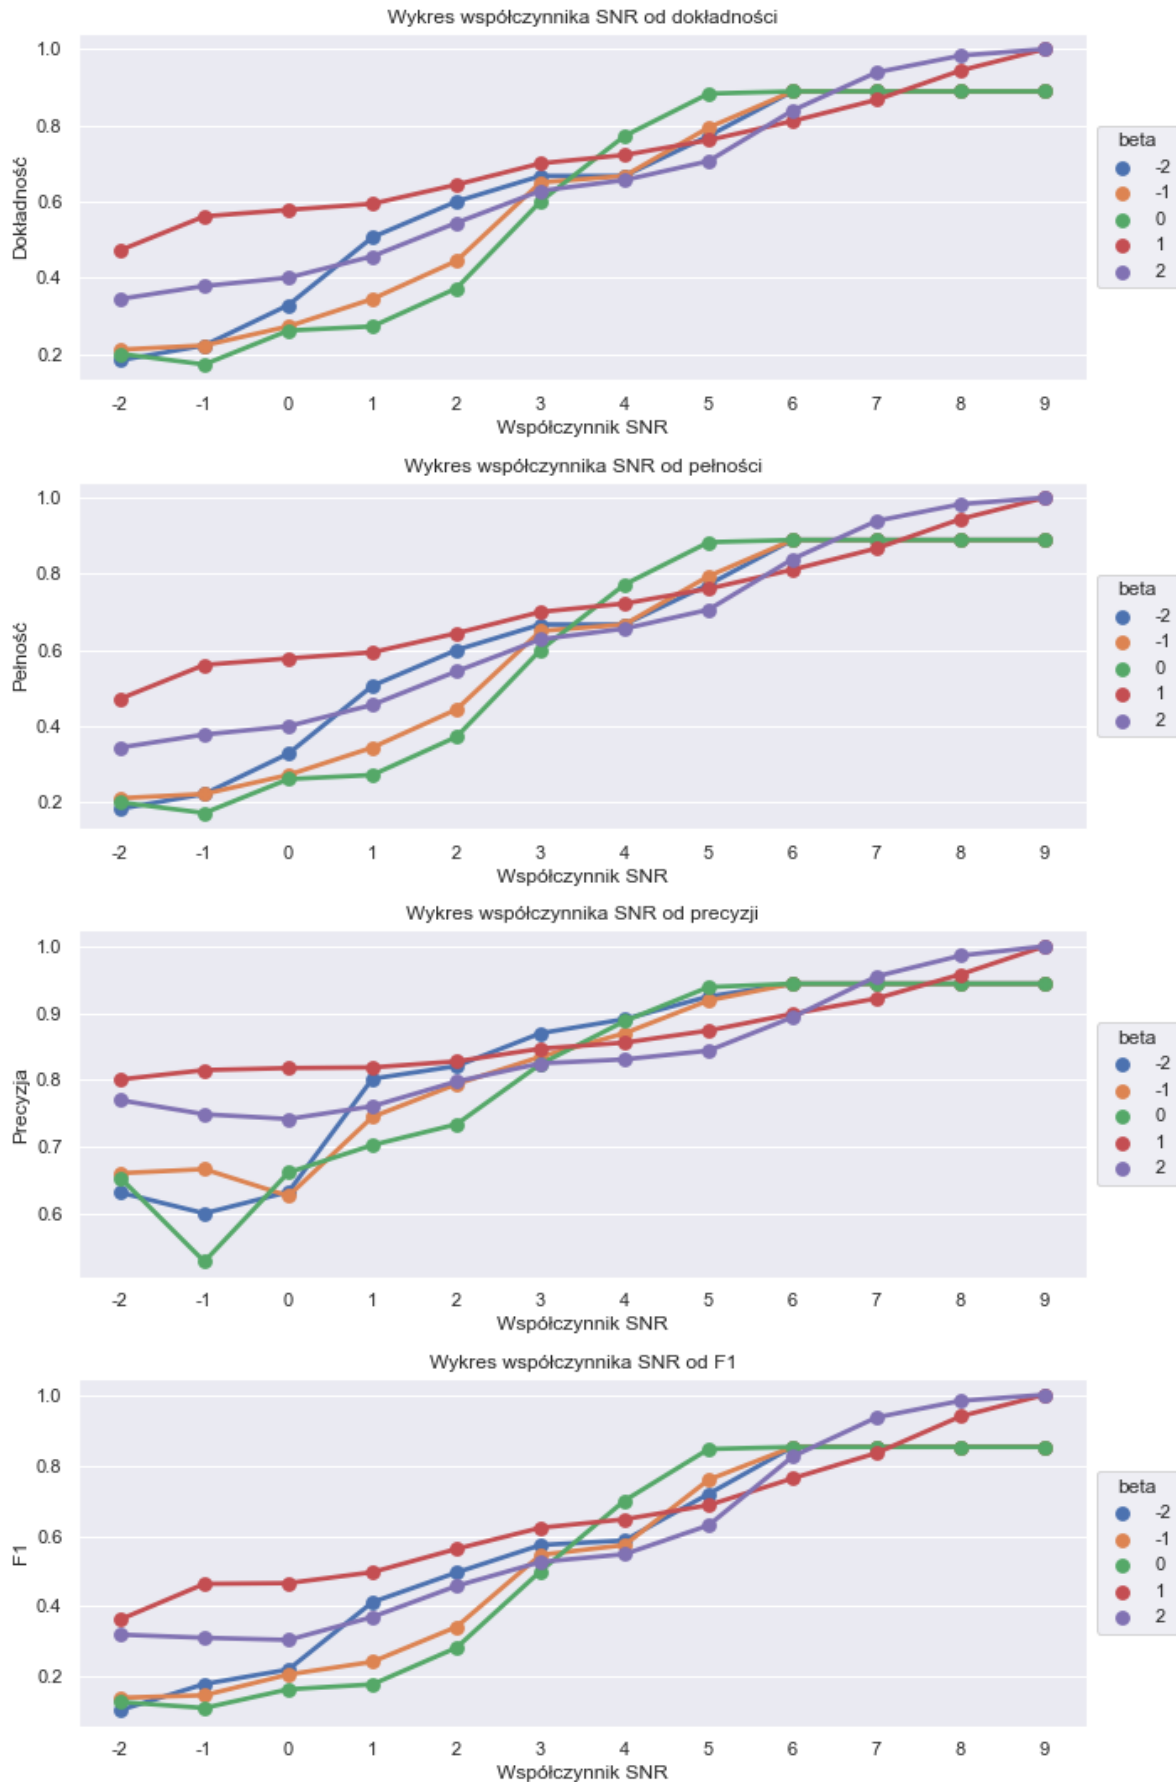 Wykres współczynnika SNR od dokładności
1.0
0.8
0.6
0.4
0.2
Dokładność
-2 -1 0 1 2 3 4 5 6 7 8 9
Współczynnik SNR
beta
-2
-1
0
1
2
Wykres współczynnika SNR od pełności
1.0
0.8
0.6
0.4
0.2
Pełność
-2 -1 0 1 2 3 4 5 6 7 8 9
Współczynnik SNR
beta
-2
-1
0
1
2
Wykres współczynnika SNR od precyzji
1.0
0.9
0.8
0.7
0.6
Precyzja
-2 -1 0 1 2 3 4 5 6 7 8 9
Współczynnik SNR
beta
-2
-1
0
1
2
Wykres współczynnika SNR od F1
1.0
0.8
0.6
0.4
0.2
F1
-2 -1 0 1 2 3 4 5 6 7 8 9
Współczynnik SNR
beta
-2
-1
0
1
2